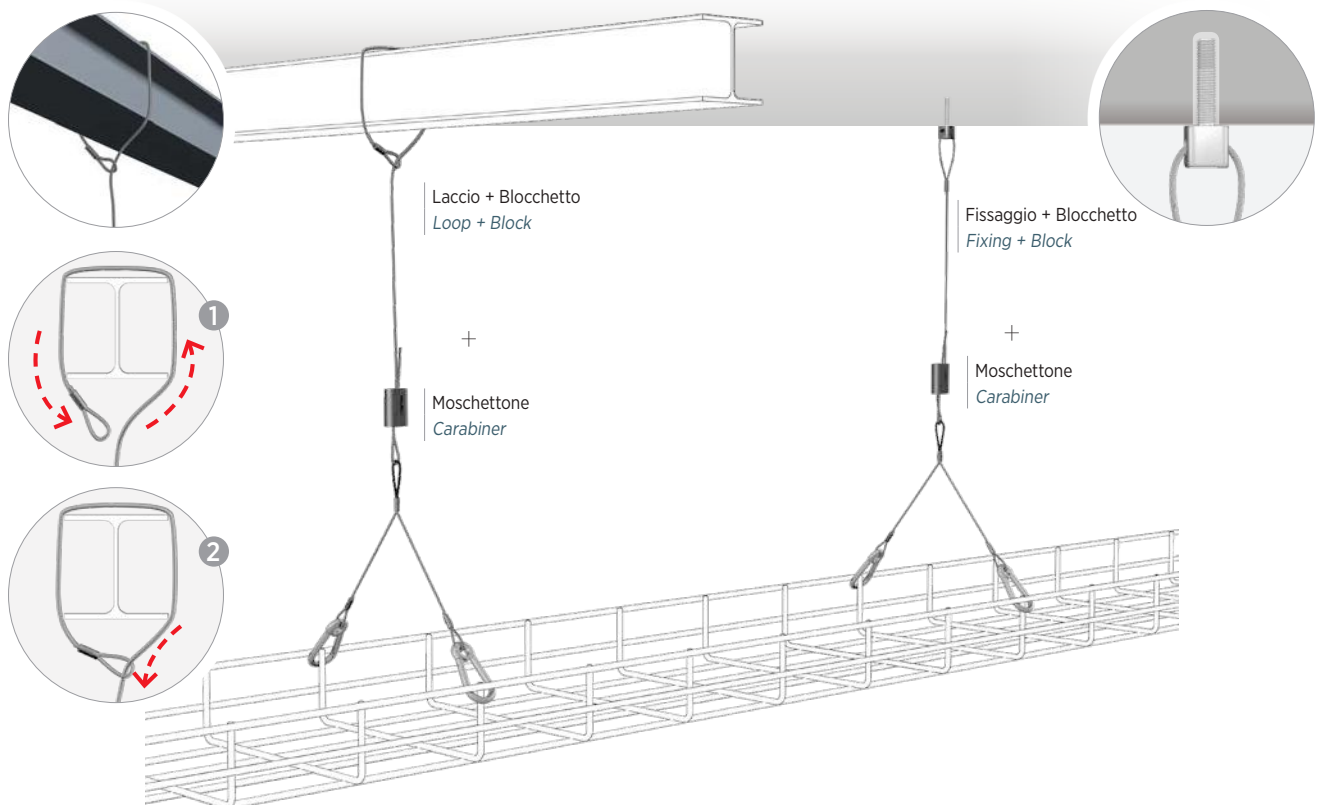 Laccio + Blocchetto
Loop + Block
Fissaggio + Blocchetto
Fixing + Block
1
+
+
Moschettone
Carabiner
Moschettone
Carabiner
2